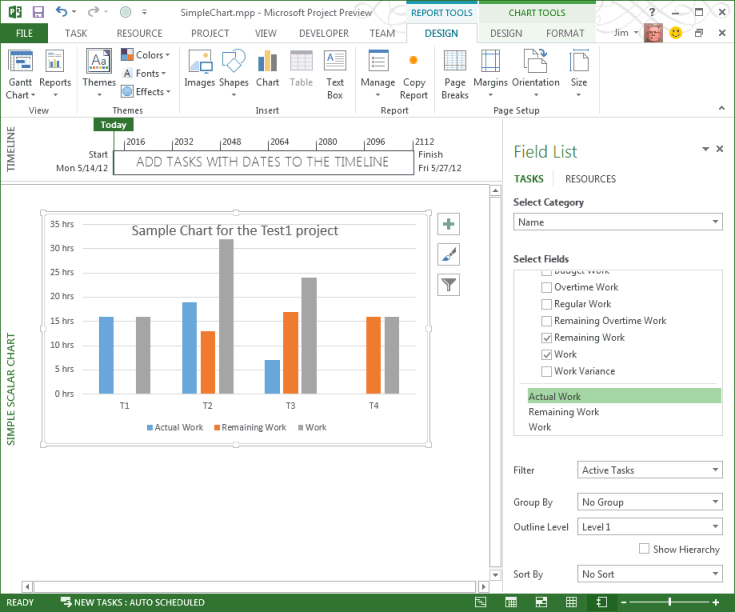 SimpleChart.mpp - Microsoft Project Preview
REPORT TOOLS
CHART TOOLS
?
FILE
TASK
RESOURCE
PROJECT
VIEW
DEVELOPER
TEAM
DESIGN
DESIGN
FORMAT
Jim
Gantt Chart
Reports
View
Themes
Colors
Fonts
Effects
Themes
Images
Shapes
Chart
Table
Text Box
Insert
Manage
Copy Report
Report
Page Breaks
Margins
Orientation
Size
Page Setup
TIMELINE
Today
2016 2032 2048 2064 2080 2096 2112
Start
Mon 5/14/12
ADD TASKS WITH DATES TO THE TIMELINE
Finish
Fri 5/27/12
SIMPLE SCALAR CHART
Sample Chart for the Test1 project
35 hrs
30 hrs
25 hrs
20 hrs
15 hrs
10 hrs
5 hrs
0 hrs
T1 T2 T3 T4
Actual Work Remaining Work Work
Field List
TASKS RESOURCES
Select Category
Name
Select Fields
Budget Work
Overtime Work
Regular Work
Remaining Overtime Work
Remaining Work
Work
Work Variance
Actual Work
Remaining Work
Work
Filter Active Tasks
Group By No Group
Outline Level Level 1
Show Hierarchy
Sort By No Sort
READY NEW TASKS : AUTO SCHEDULED